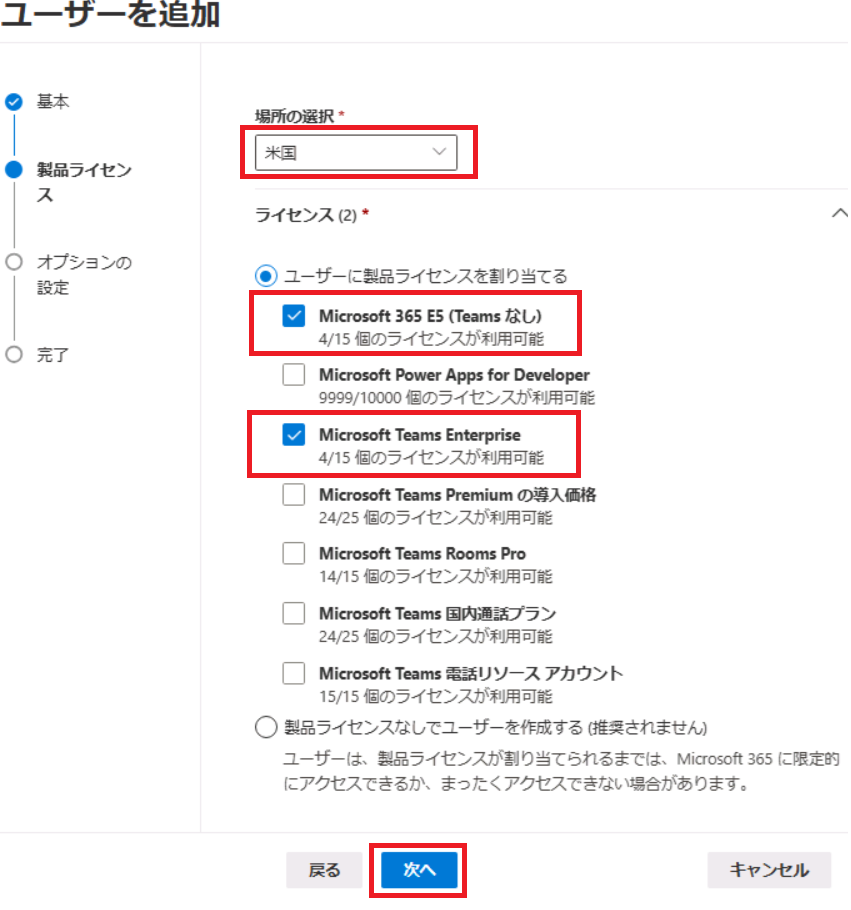 ユーザーを追加
基本
製品ライセン
ス
オプションの
設定
完了
場所の選択 *
米国
ライセンス (2) *
ユーザーに製品ライセンスを割り当てる
Microsoft 365 E5 (Teams なし)
4/15 個のライセンスが利用可能
Microsoft Power Apps for Developer
9999/10000 個のライセンスが利用可能
Microsoft Teams Enterprise
4/15 個のライセンスが利用可能
Microsoft Teams Premium の導入価格
24/25 個のライセンスが利用可能
Microsoft Teams Rooms Pro
14/15 個のライセンスが利用可能
Microsoft Teams 国内通話プラン
24/25 個のライセンスが利用可能
Microsoft Teams 電話リソース アカウント
15/15 個のライセンスが利用可能
製品ライセンスなしでユーザーを作成する (推奨されません)
ユーザーは、製品ライセンスが割り当てられるまでは、Microsoft 365 に限定的
にアクセスできるか、まったくアクセスできない場合があります。
戻る
次へ
キャンセル